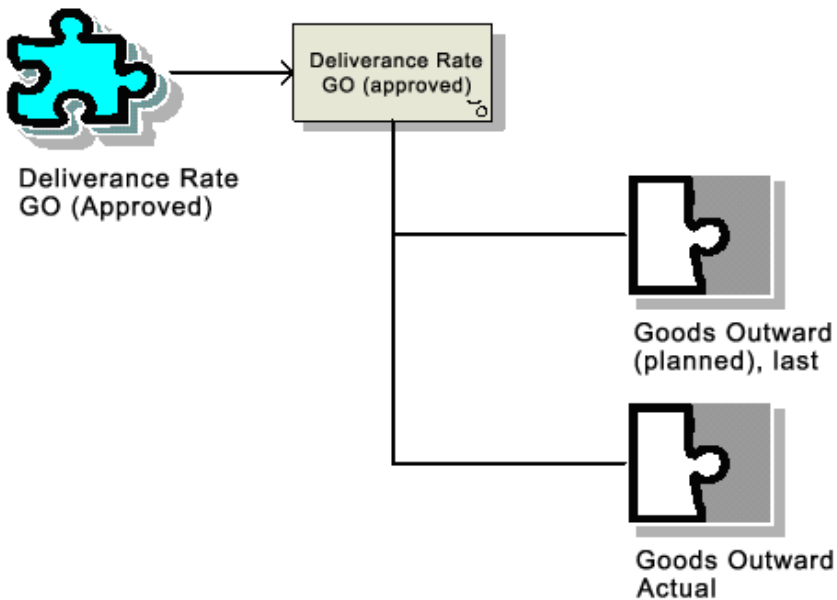 Deliverance Rate
GO (approved)
Deliverance Rate
GO (Approved)
Goods Outward
(planned), last
Goods Outward
Actual